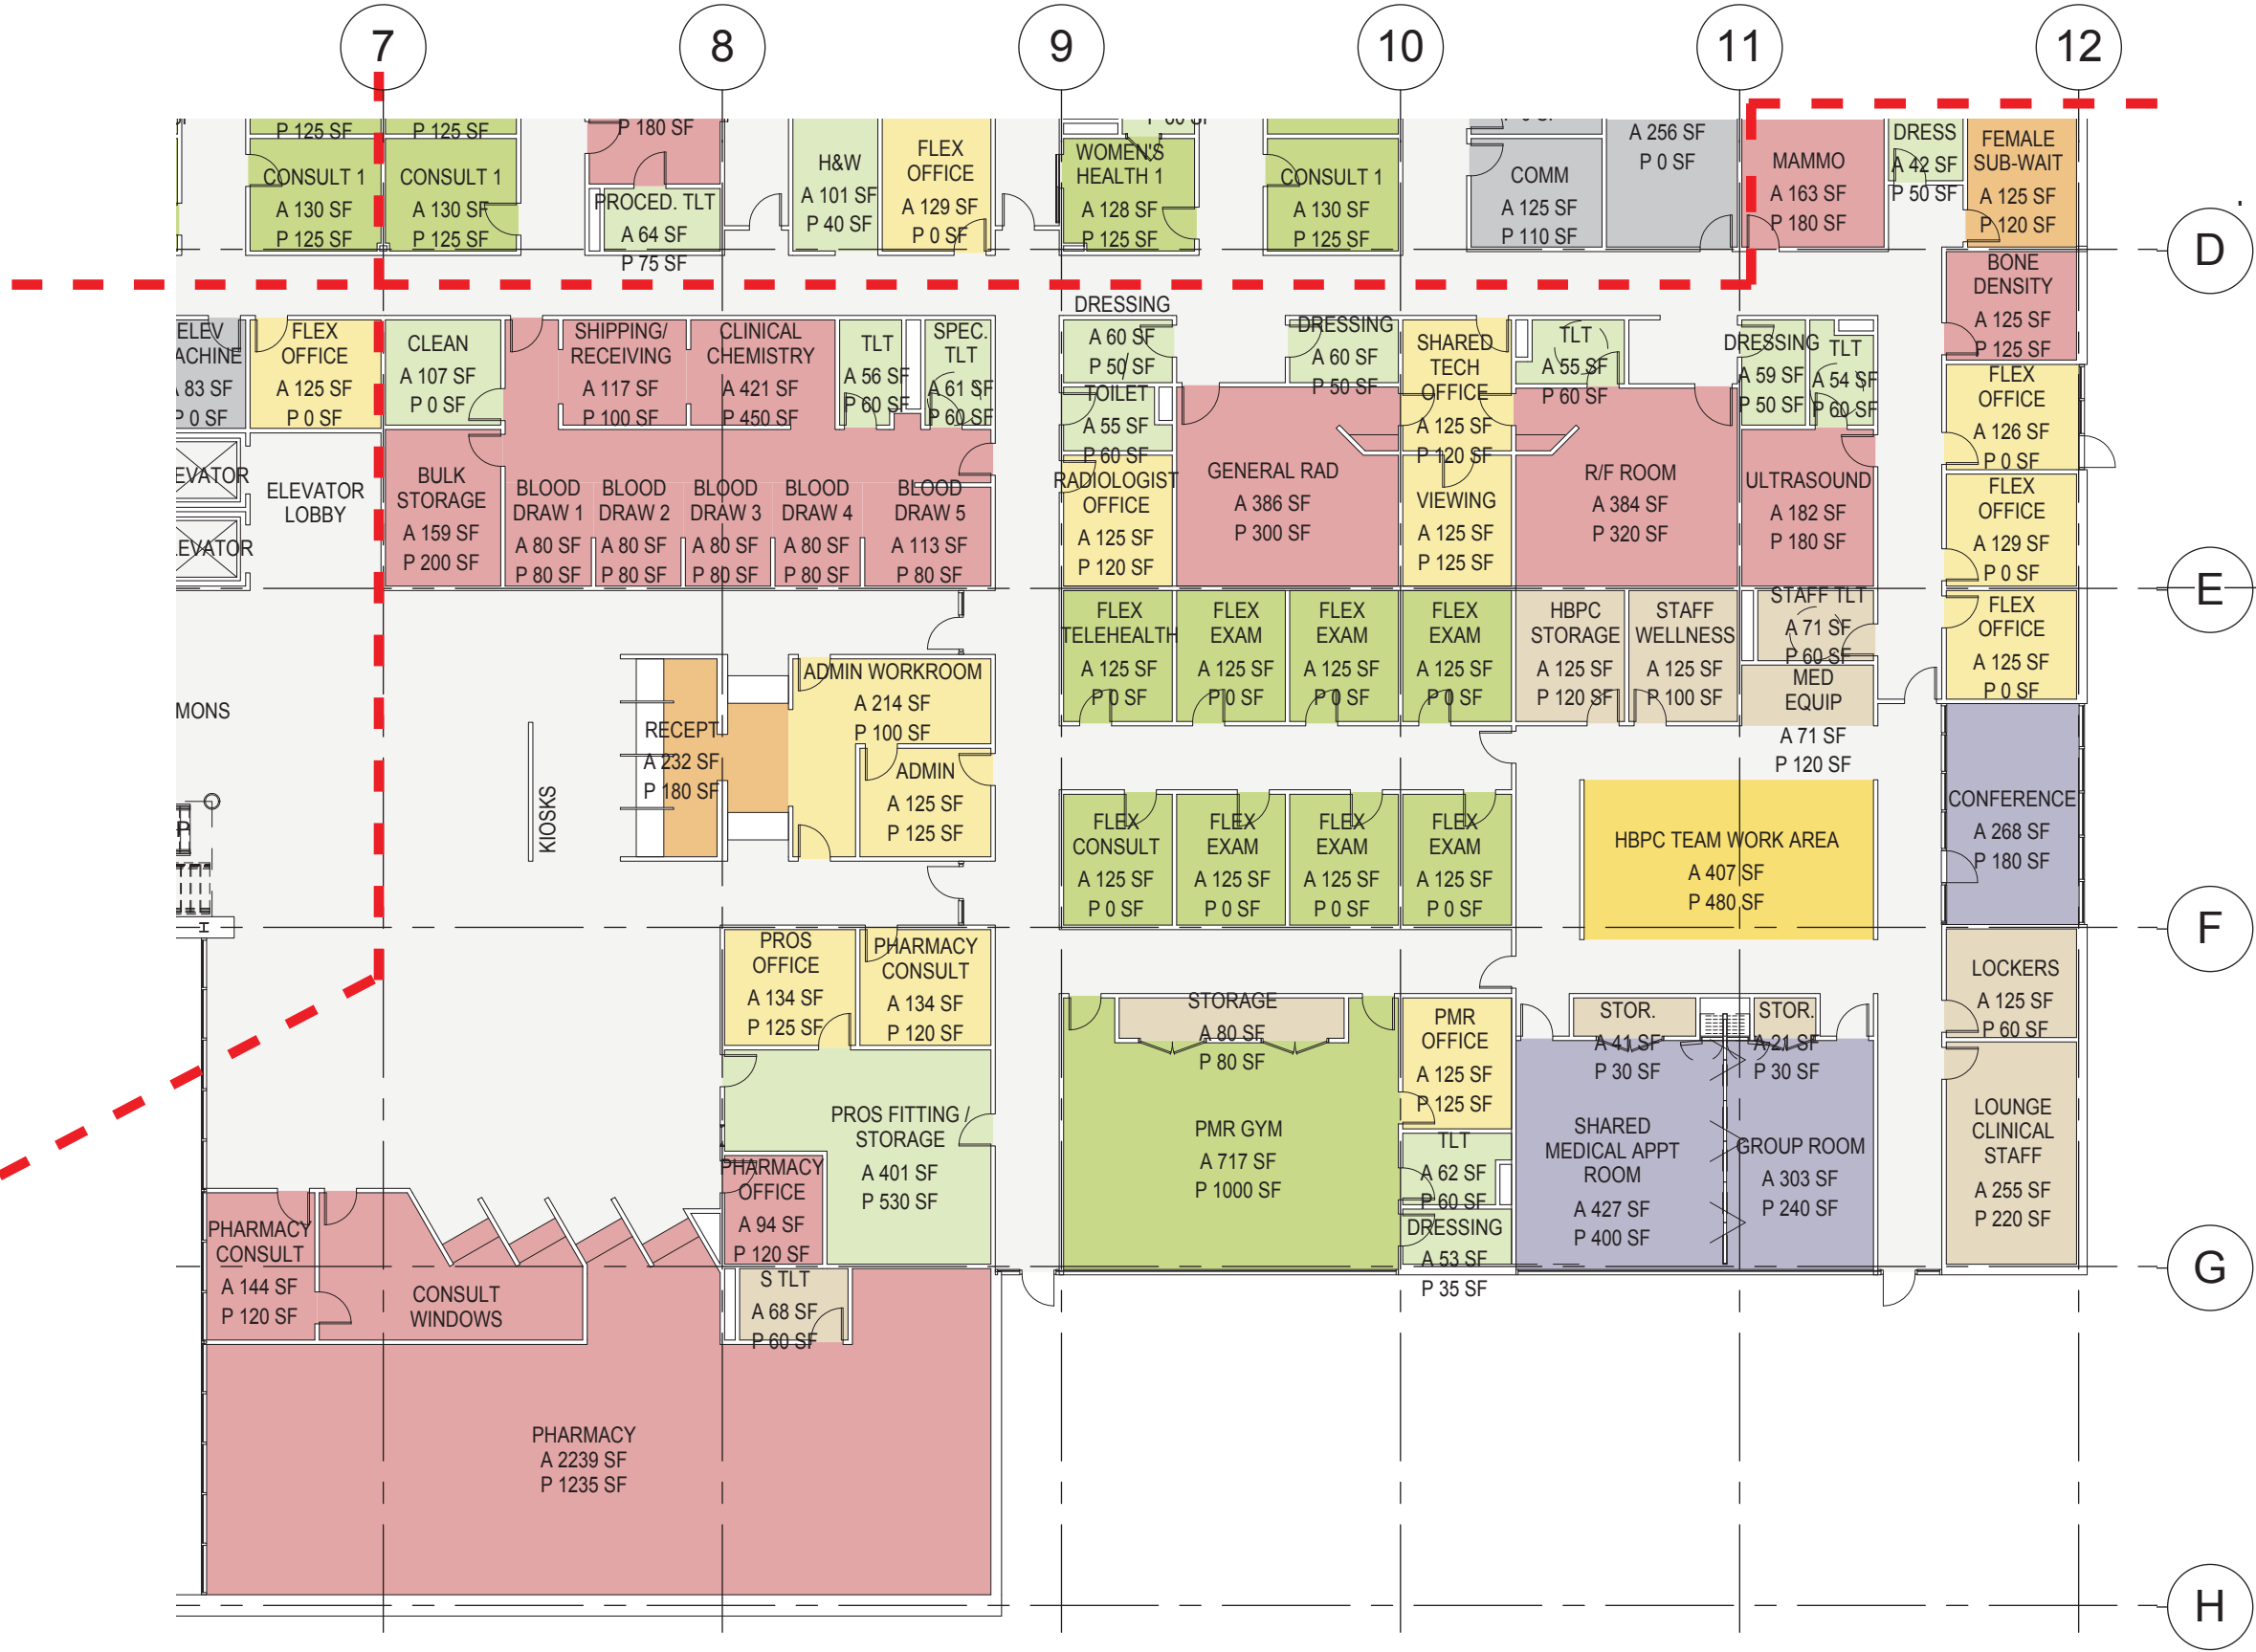 7
8
9
10
11
12
P 125 SF
P 125 SF
P 180 SF
A 256 SF
P 0 SF
CONSULT 1
A 130 SF
P 125 SF
CONSULT 1
A 130 SF
P 125 SF
PROCED. TLT
A 64 SF
P 75 SF
H&W
A 101 SF
P 40 SF
FLEX
OFFICE
A 129 SF
P 0 SF
WOMEN'S
HEALTH 1
A 128 SF
P 125 SF
CONSULT 1
A 130 SF
P 125 SF
COMM
A 125 SF
P 110 SF
MAMMO
A 163 SF
P 180 SF
DRESS
A 42 SF
P 50 SF
FEMALE
SUB-WAIT
A 125 SF
P 120 SF
D
BONE
DENSITY
A 125 SF
P 125 SF
ELEV
ACHINE
83 SF
P 0 SF
FLEX
OFFICE
A 125 SF
P 0 SF
CLEAN
A 107 SF
P 0 SF
SHIPPING/
RECEIVING
A 117 SF
P 100 SF
CLINICAL
CHEMISTRY
A 421 SF
P 450 SF
TLT
A 56 SF
P 60 SF
SPEC.
TLT
A 61 SF
P 60 SF
DRESSING
A 60 SF
P 50 SF
DRESSING
A 60 SF
P 50 SF
SHARED
TECH
OFFICE
A 125 SF
P 120 SF
TLT
A 55 SF
P 60 SF
DRESSING
A 59 SF
P 50 SF
TLT
A 54 SF
P 60 SF
FLEX
OFFICE
A 126 SF
P 0 SF
TOILET
A 55 SF
P 60 SF
EVATOR
EVATOR
ELEVATOR
LOBBY
BULK
STORAGE
A 159 SF
P 200 SF
BLOOD
DRAW 1
A 80 SF
P 80 SF
BLOOD
DRAW 2
A 80 SF
P 80 SF
BLOOD
DRAW 3
A 80 SF
P 80 SF
BLOOD
DRAW 4
A 80 SF
P 80 SF
BLOOD
DRAW 5
A 113 SF
P 80 SF
RADIOLOGIST
OFFICE
A 125 SF
P 120 SF
GENERAL RAD
A 386 SF
P 300 SF
VIEWING
A 125 SF
P 125 SF
R/F ROOM
A 384 SF
P 320 SF
ULTRASOUND
A 182 SF
P 180 SF
FLEX
OFFICE
A 129 SF
P 0 SF
E
FLEX
TELEHEALTH
A 125 SF
P 0 SF
FLEX
EXAM
A 125 SF
P 0 SF
FLEX
EXAM
A 125 SF
P 0 SF
FLEX
EXAM
A 125 SF
P 0 SF
HBPC
STORAGE
A 125 SF
P 120 SF
STAFF
WELLNESS
A 125 SF
P 100 SF
STAFF TLT
A 71 SF
P 60 SF
FLEX
OFFICE
A 125 SF
P 0 SF
MONS
KIOSKS
RECEPT
A 232 SF
P 180 SF
ADMIN WORKROOM
A 214 SF
P 100 SF
ADMIN
A 125 SF
P 125 SF
MED
EQUIP
A 71 SF
P 120 SF
FLEX
CONSULT
A 125 SF
P 0 SF
FLEX
EXAM
A 125 SF
P 0 SF
FLEX
EXAM
A 125 SF
P 0 SF
FLEX
EXAM
A 125 SF
P 0 SF
HBPC TEAM WORK AREA
A 407 SF
P 480 SF
CONFERENCE
A 268 SF
P 180 SF
F
PROS
OFFICE
A 134 SF
P 125 SF
PHARMACY
CONSULT
A 134 SF
P 120 SF
STORAGE
A 80 SF
P 80 SF
PMR
OFFICE
A 125 SF
P 125 SF
STOR.
A 41 SF
P 30 SF
STOR.
A 21 SF
P 30 SF
LOCKERS
A 125 SF
P 60 SF
PROS FITTING /
STORAGE
A 401 SF
P 530 SF
PMR GYM
A 717 SF
P 1000 SF
TLT
A 62 SF
P 60 SF
SHARED
MEDICAL APPT
ROOM
A 427 SF
P 400 SF
GROUP ROOM
A 303 SF
P 240 SF
LOUNGE
CLINICAL
STAFF
A 255 SF
P 220 SF
PHARMACY
OFFICE
A 94 SF
P 120 SF
DRESSING
A 53 SF
P 35 SF
PHARMACY
CONSULT
A 144 SF
P 120 SF
CONSULT
WINDOWS
S TLT
A 68 SF
P 60 SF
G
PHARMACY
A 2239 SF
P 1235 SF
H